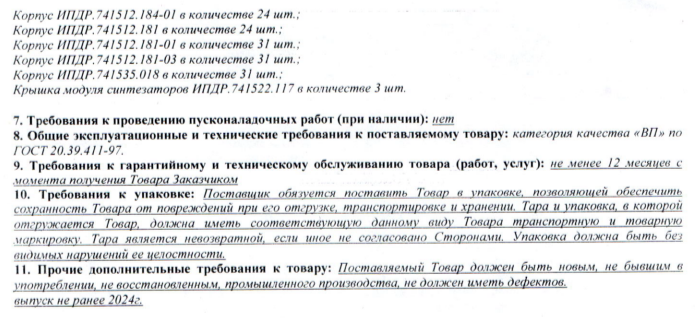 Корпус ИПДР.741512.184-01 в количестве 24 шт.;
Корпус ИПДР.741512.181 в количестве 24 шт.;
Корпус ИПДР.741512.181-01 в количестве 31 шт.;
Корпус ИПДР.741512.181-03 в количестве 31 шт.;
Корпус ИПДР.741535.018 в количестве 31 шт.;
Крышка модуля синтезаторов ИПДР.741522.117 в количестве 3 шт.
7. Требования к проведению пусконаладочных работ (при наличии): нет
8. Общие эксплуатационные и технические требования к поставляемому товару: категория качества «ВП» по
ГОСТ 20.39.411-97.
9. Требования к гарантийному и техническому обслуживанию товара (работ, услуг): не менее 12 месяцев с
момента получения Товара Заказчиком
10. Требования к упаковке: Поставщик обязуется поставить Товар в упаковке, позволяющей обеспечить
сохранность Товара от повреждений при его отгрузке, транспортировке и хранении. Тара и упаковка, в которой
отгружается Товар, должна иметь соответствующую данному виду Товара транспортную и товарную
маркировку. Тара является невозвратной, если иное не согласовано Сторонами. Упаковка должна быть без
видимых нарушений ее целостности.
11. Прочие дополнительные требования к товару: Поставляемый Товар должен быть новым, не бывшим в
употреблении, не восстановленным, промышленного производства, не должен иметь дефектов.
выпуск не ранее 2024г.